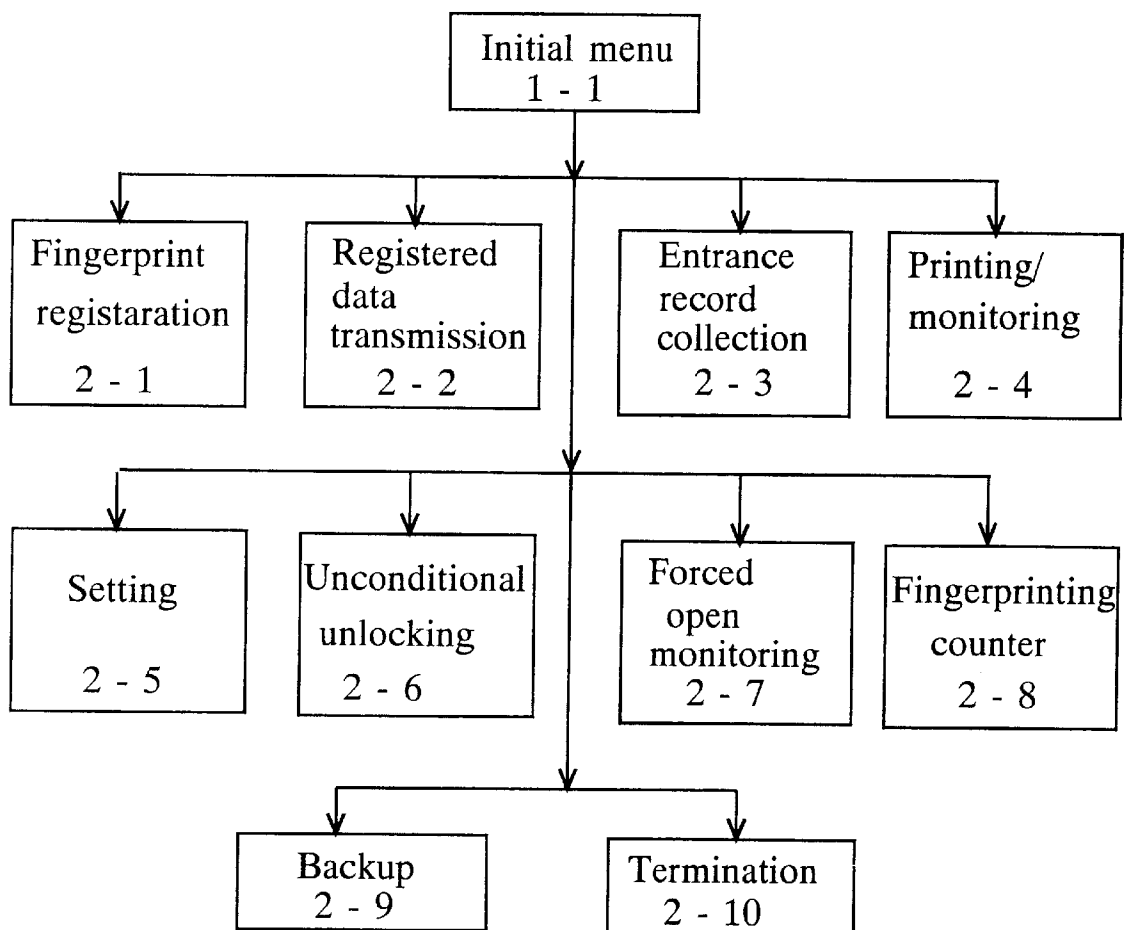 Initial menu
1 - 1
Fingerprint
registaration
2 - 1
Registered
data
transmission
2 - 2
Entrance
record
collection
2 - 3
Printing/
monitoring
2 - 4
Setting
2 - 5
Unconditional
unlocking
2 - 6
Forced
open
monitoring
2 - 7
Fingerprinting
counter
2 - 8
Backup
2 - 9
Termination
2 - 10